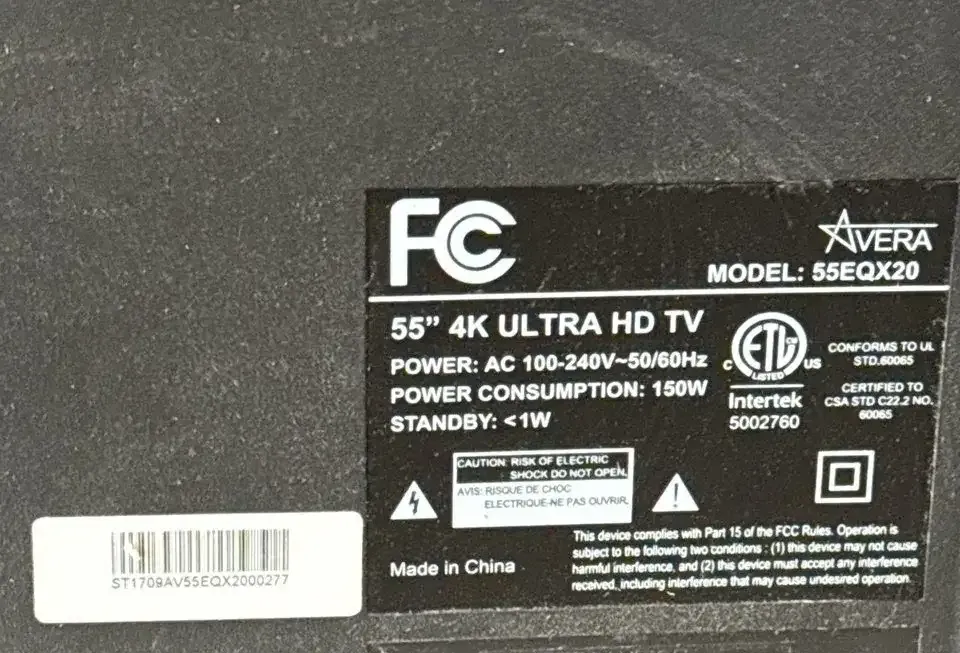 FC
AVERA
MODEL: 55EQX20
55” 4K ULTRA HD TV
POWER: AC 100-240V~50/60Hz
POWER CONSUMPTION: 150W
STANDBY: <1W
ETL CM
LISTED
C US
Intertek
5002760
CONFORMS TO UL
STD.60065
CERTIFIED TO
CSA STD C22.2 NO.
60065
CAUTION: RISK OF ELECTRIC
SHOCK DO NOT OPEN.
AVIS: RISQUE DE CHOC
ELECTRIQUE-NE PAS OUVRIR.
Made in China
This device complies with Part 15 of the FCC Rules. Operation is
subject to the following two conditions : (1) this device may not cause
harmful interference, and (2) this device must accept any interference
received, including interference that may cause undesired operation.
ST1709AV55EQX2000277